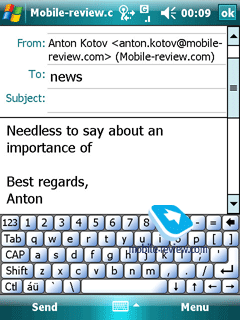 Mobile-review.c 00:09 ok
From: Anton Kotov <anton.kotov@mobile-
review.com> (Mobile-review.com)
To: news
Subject:
Needless to say about an
importance of
Best regards,
Anton
123 1 2 3 4 5 6 7 8 - =
Tab q w e r t y u i o p [ ]
CAP a s d f g h j k l ; '
Shift z x c v b n m , . /
Ctl áü ` \
mobile-review.com
Send Menu